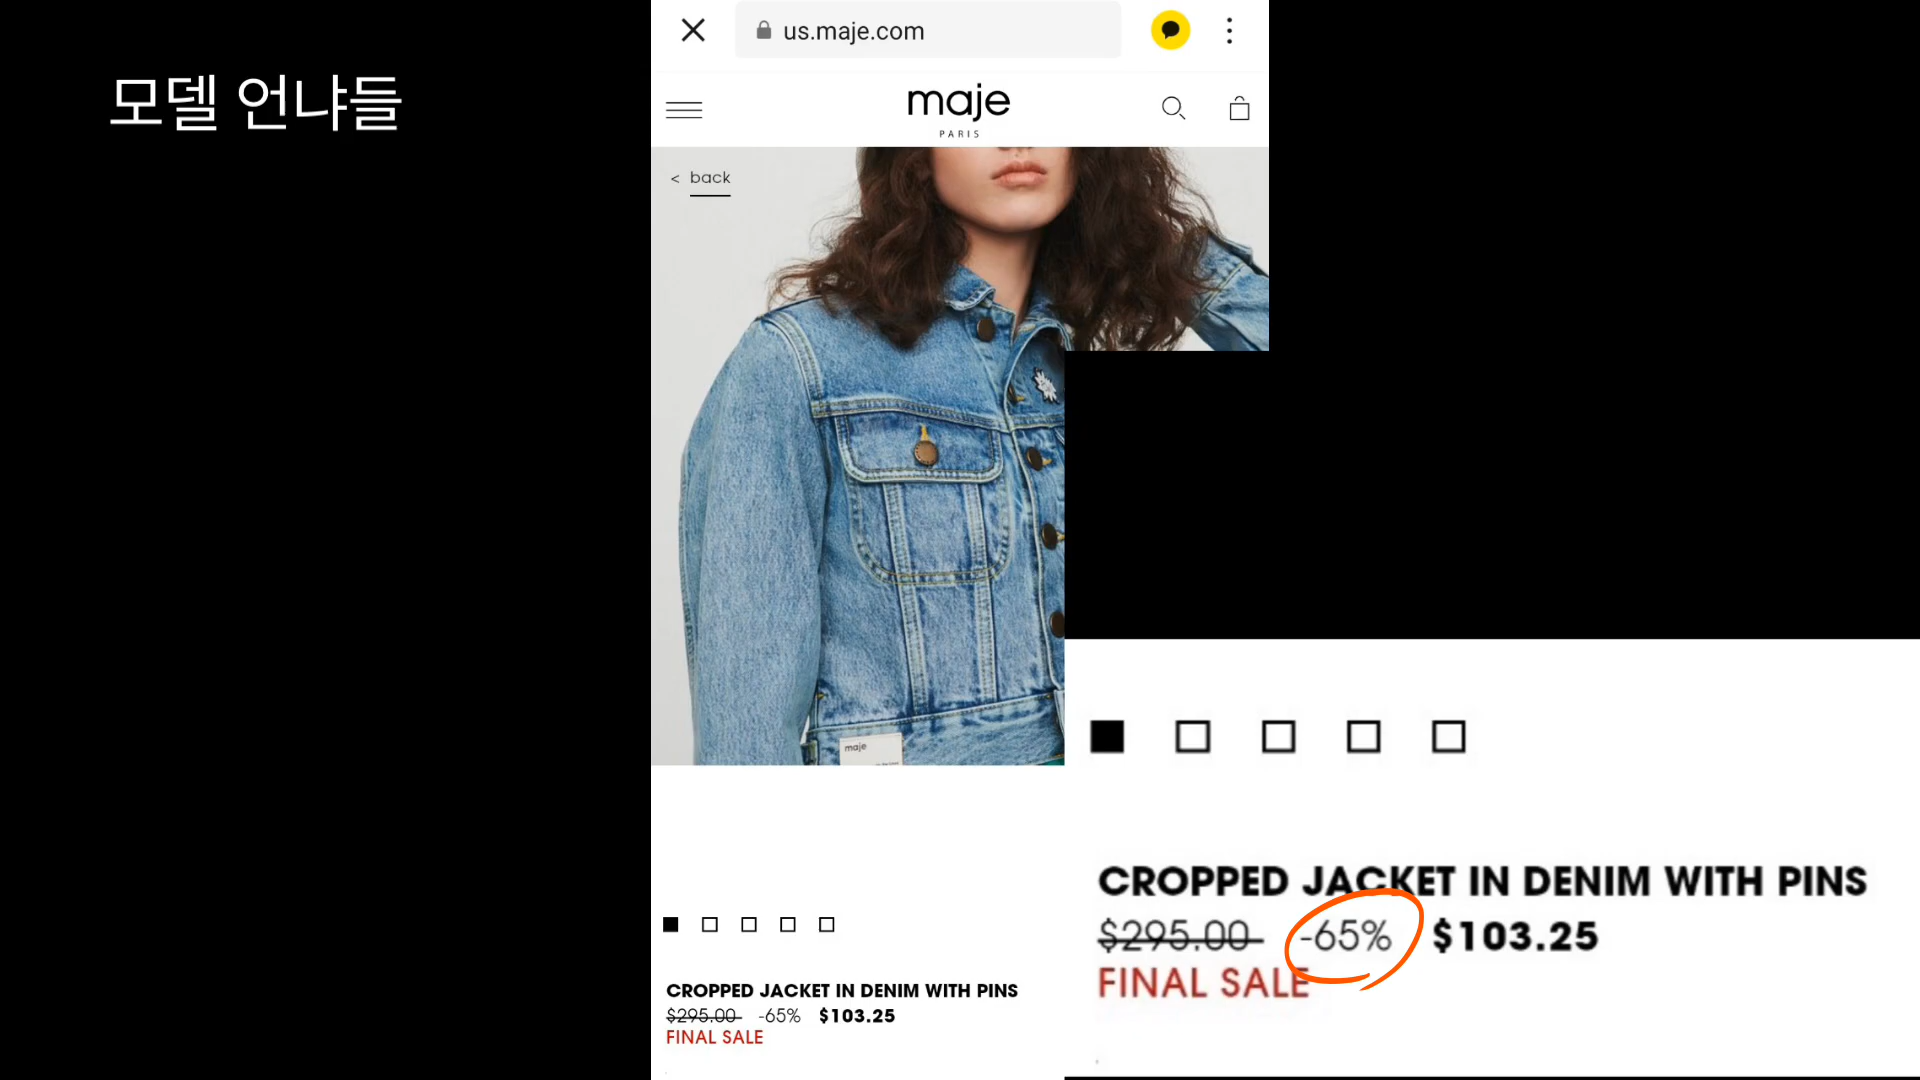 모델 언냐들
us.maje.com
maje
PARIS
< back
maje
CROPPED JACKET IN DENIM WITH PINS
$295.00 -65% $103.25
FINAL SALE
CROPPED JACKET IN DENIM WITH PINS
$295.00 -65% $103.25
FINAL SALE